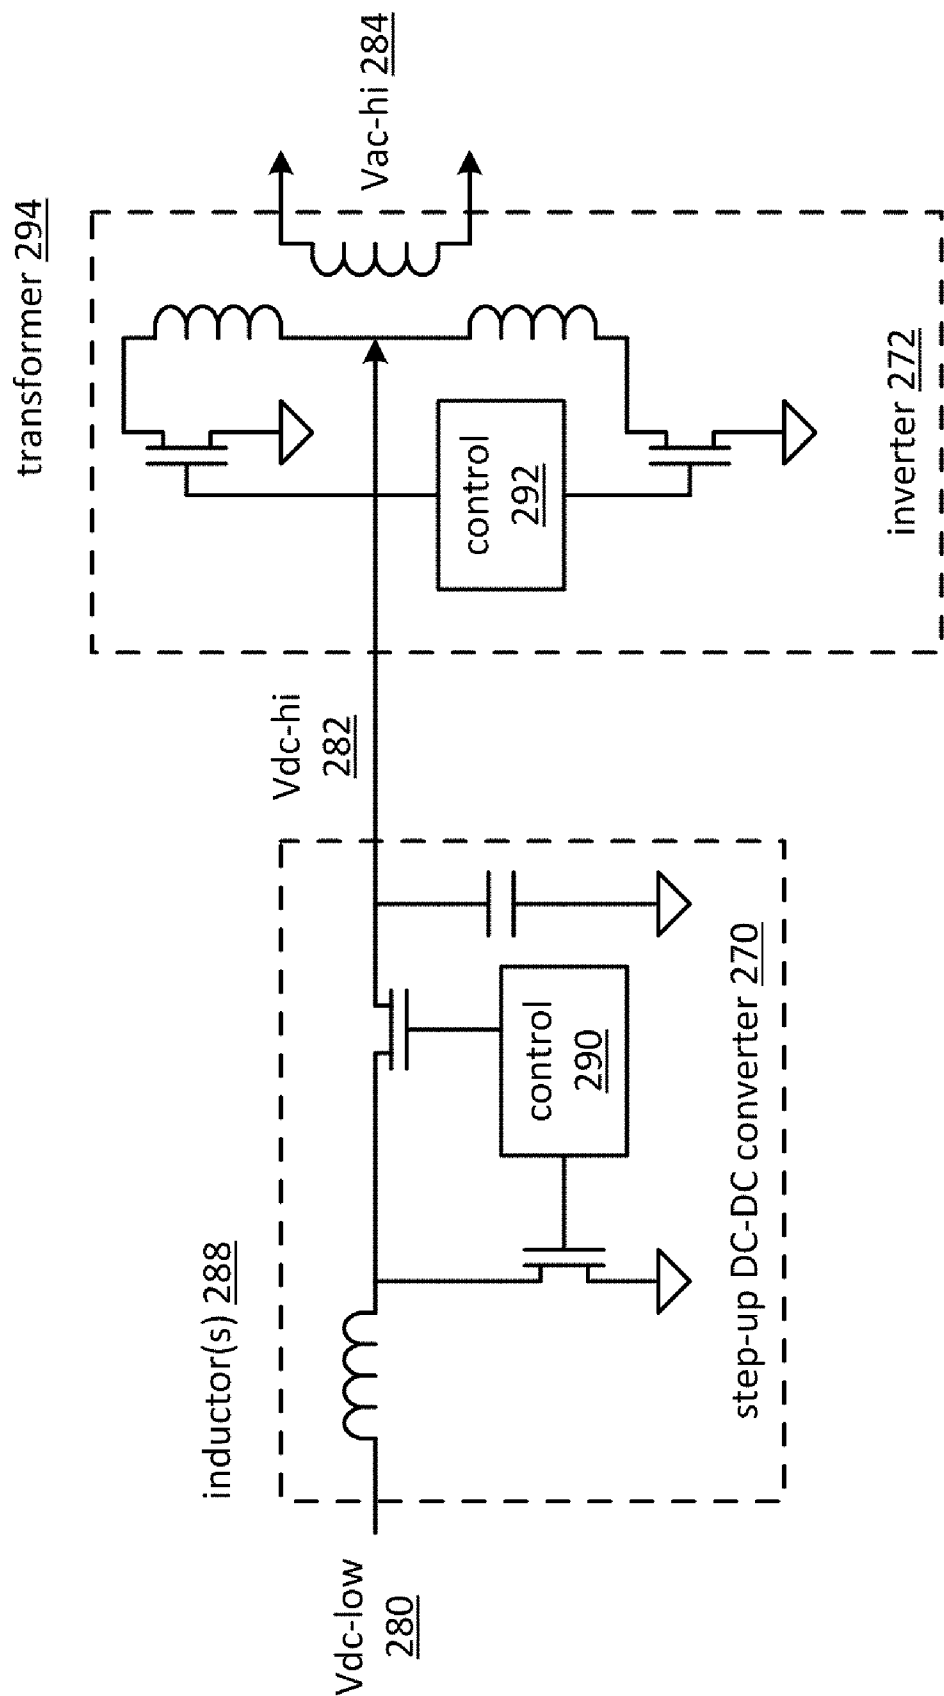 transformer 294
Vac-hi 284
control
292
inverter 272
Vdc-hi
282
inductor(s) 288
control
290
step-up DC-DC converter 270
Vdc-low
280